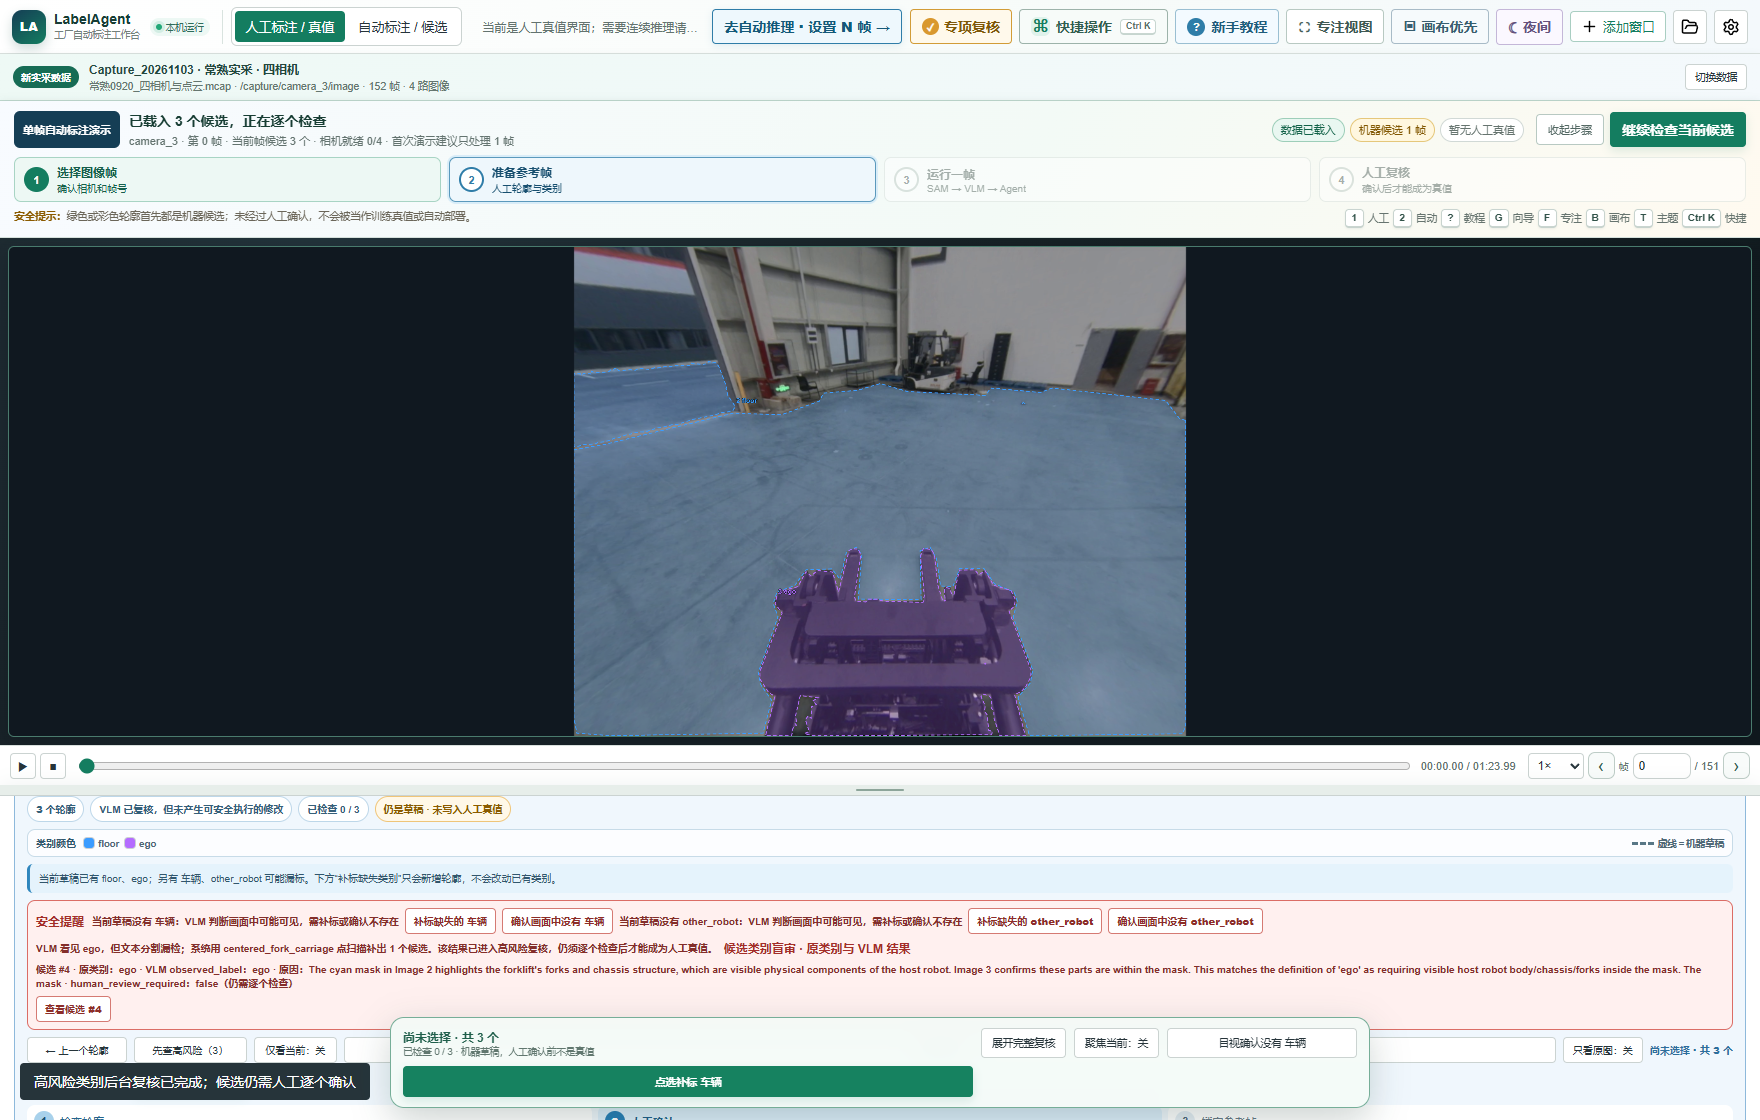 LA
LabelAgent
工厂自动标注工作台
本机运行
人工标注 / 真值
自动标注 / 候选
当前是人工真值界面；需要连续推理请...
去自动推理 · 设置 N 帧 →
专项复核
快捷操作
Ctrl K
?
新手教程
专注视图
画布优先
夜间
添加窗口
新实采数据
Capture_20261103 · 常熟实采 · 四相机
常熟0920_四相机与点云.mcap · /capture/camera_3/image · 152 帧 · 4 路图像
切换数据
单帧自动标注演示
已载入 3 个候选，正在逐个检查
camera_3 · 第 0 帧 · 当前帧候选 3 个 · 相机就绪 0/4 · 首次演示建议只处理 1 帧
数据已载入
机器候选 1 帧
暂无人工真值
收起步骤
继续检查当前候选
1
选择图像帧
确认相机和帧号
2
准备参考帧
人工轮廓与类别
3
运行一帧
SAM → VLM → Agent
4
人工复核
确认后才能成为真值
安全提示：绿色或彩色轮廓首先都是机器候选；未经过人工确认，不会被当作训练真值或自动部署。
1 人工 2 自动 ? 教程 G 向导 F 专注 B 画布 T 主题 Ctrl K 快捷
00:00.00 / 01:23.99
1×
帧
0
/ 151
3 个轮廓
VLM 已复核，但未产生可安全执行的修改
已检查 0 / 3
仍是草稿 · 未写入人工真值
类别颜色 floor ego
虚线 = 机器草稿
当前草稿已有 floor、ego；另有 车辆、other_robot 可能漏标。下方“补标缺失类别”只会新增轮廓，不会改动已有类别。
安全提醒 当前草稿没有 车辆：VLM 判断画面中可能可见，需补标或确认不存在
补标缺失的 车辆
确认画面中没有 车辆
当前草稿没有 other_robot：VLM 判断画面中可能可见，需补标或确认不存在
补标缺失的 other_robot
确认画面中没有 other_robot
VLM 看见 ego，但文本分割漏检；系统用 centered_fork_carriage 点扫描补出 1 个候选。该结果已进入高风险复核，仍须逐个检查后才能成为人工真值。
候选类别盲审 · 原类别与 VLM 结果
候选 #4 · 原类别：ego · VLM observed_label：ego · 原因：The cyan mask in Image 2 highlights the forklift's forks and chassis structure, which are visible physical components of the host robot. Image 3 confirms these parts are within the mask. This matches the definition of 'ego' as requiring visible host robot body/chassis/forks inside the mask. The
mask · human_review_required：false（仍需逐个检查）
查看候选 #4
← 上一个轮廓
先查高风险（3）
仅看当前：关
只看原图：关
尚未选择 · 共 3 个
尚未选择 · 共 3 个
已检查 0 / 3 · 机器草稿，人工确认前不是真值
展开完整复核
聚焦当前：关
目视确认没有 车辆
点选补标 车辆
高风险类别后台复核已完成；候选仍需人工逐个确认